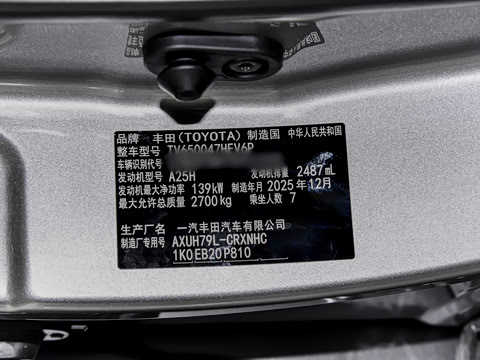 品牌 丰田(TOYOTA) 制造国 中华人民共和国
整车型号 TV650047HEV6P
车辆识别代号
发动机型号 A25H 发动机排量 2487mL
发动机最大净功率 139kW 制造年月 2025年12月
最大允许总质量 2700kg 乘坐人数 7
生产厂名 一汽丰田汽车有限公司
制造厂专用号 AXUH79L-CRXNHC
1K0EB20P810